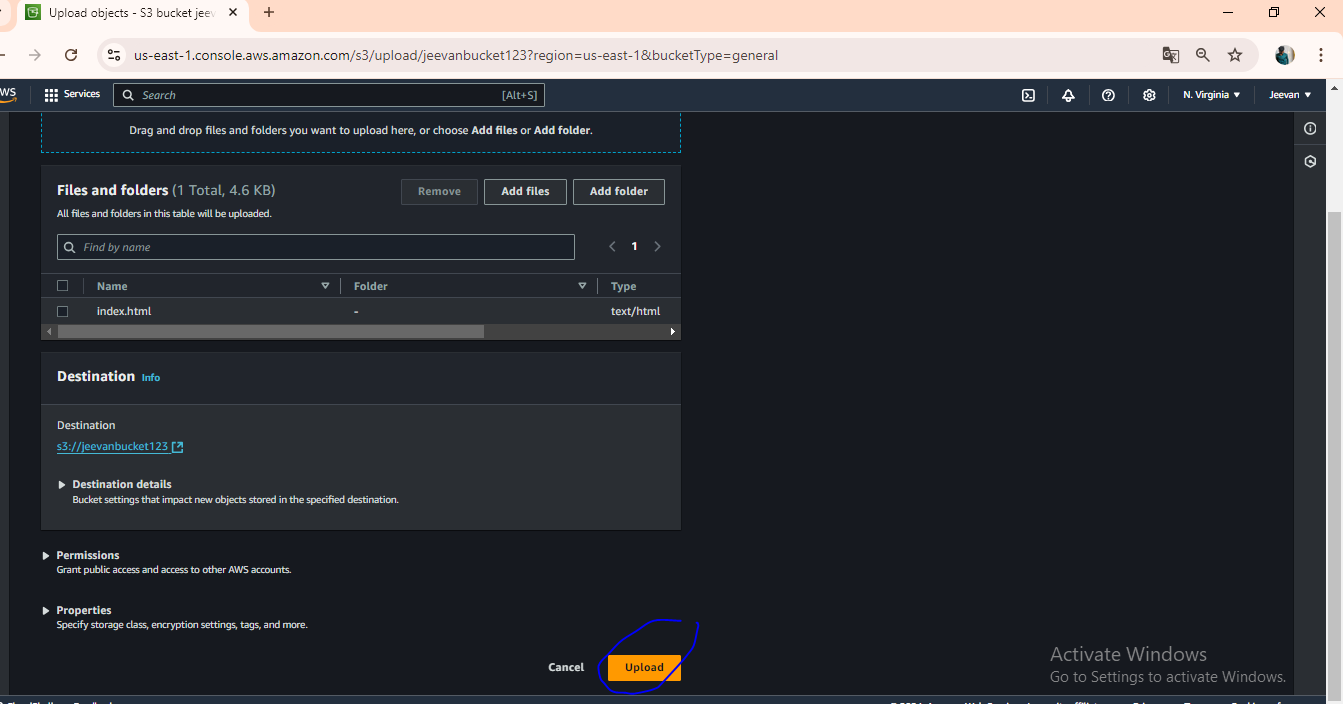 Upload objects - S3 bucket jeev
us-east-1.console.aws.amazon.com/s3/upload/jeevanbucket123?region=us-east-1&bucketType=general
Services
Search
[Alt+S]
N. Virginia
Jeevan
Drag and drop files and folders you want to upload here, or choose Add files or Add folder.
Files and folders (1 Total, 4.6 KB)
Remove
Add files
Add folder
All files and folders in this table will be uploaded.
Find by name
1
Name
Folder
Type
index.html
-
text/html
Destination Info
Destination
s3://jeevanbucket123
Destination details
Bucket settings that impact new objects stored in the specified destination.
Permissions
Grant public access and access to other AWS accounts.
Properties
Specify storage class, encryption settings, tags, and more.
Cancel
Upload
Activate Windows
Go to Settings to activate Windows.